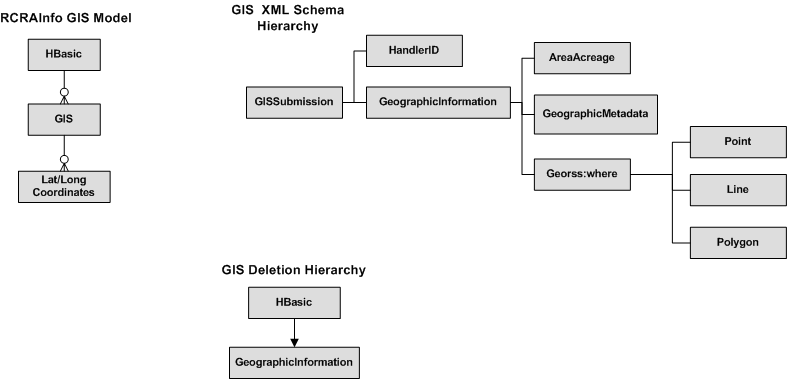 RCRAInfo GIS Model
HBasic
GIS
Lat/Long
Coordinates
GIS XML Schema
Hierarchy
GISSubmission
HandlerID
GeographicInformation
AreaAcreage
GeographicMetadata
Georss:where
Point
Line
Polygon
GIS Deletion Hierarchy
HBasic
GeographicInformation